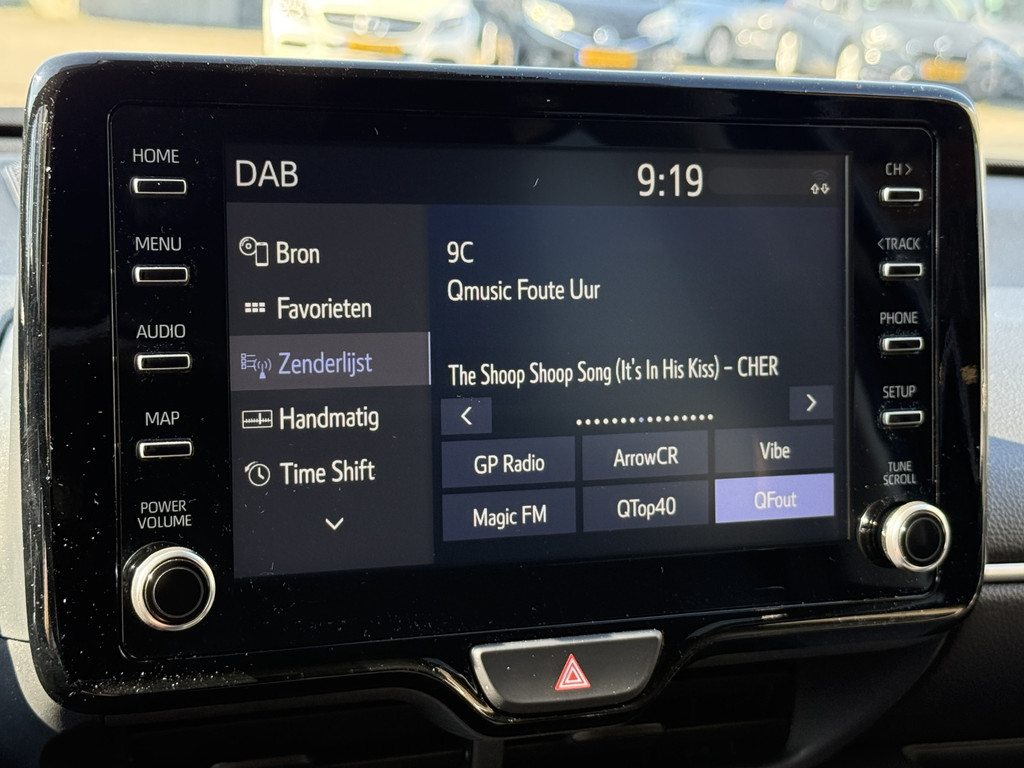 HOME
MENU
AUDIO
MAP
POWER
VOLUME
DAB
9:19
Bron
Favorieten
Zenderlijst
Handmatig
Time Shift
9C
Qmusic Foute Uur
The Shoop Shoop Song (It's In His Kiss) – CHER
< >
GP Radio ArrowCR Vibe
Magic FM QTop40 QFout
CH >
< TRACK
PHONE
SETUP
TUNE
SCROLL